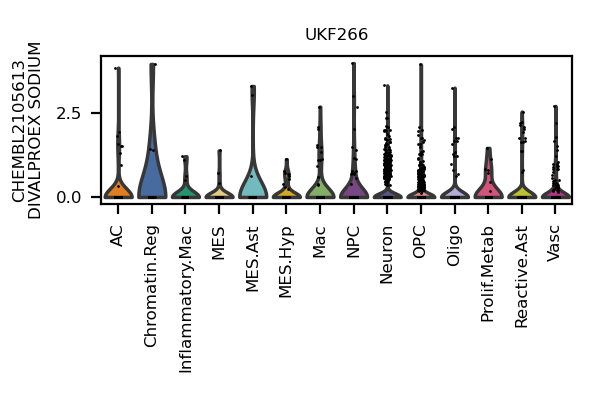 UKF266
CHEMBL2105613
DIVALPROEX SODIUM
2.5
0.0
AC
Chromatin.Reg
Inflammatory.Mac
MES
MES.Ast
MES.Hyp
Mac
NPC
Neuron
OPC
Oligo
Prolif.Metab
Reactive.Ast
Vasc